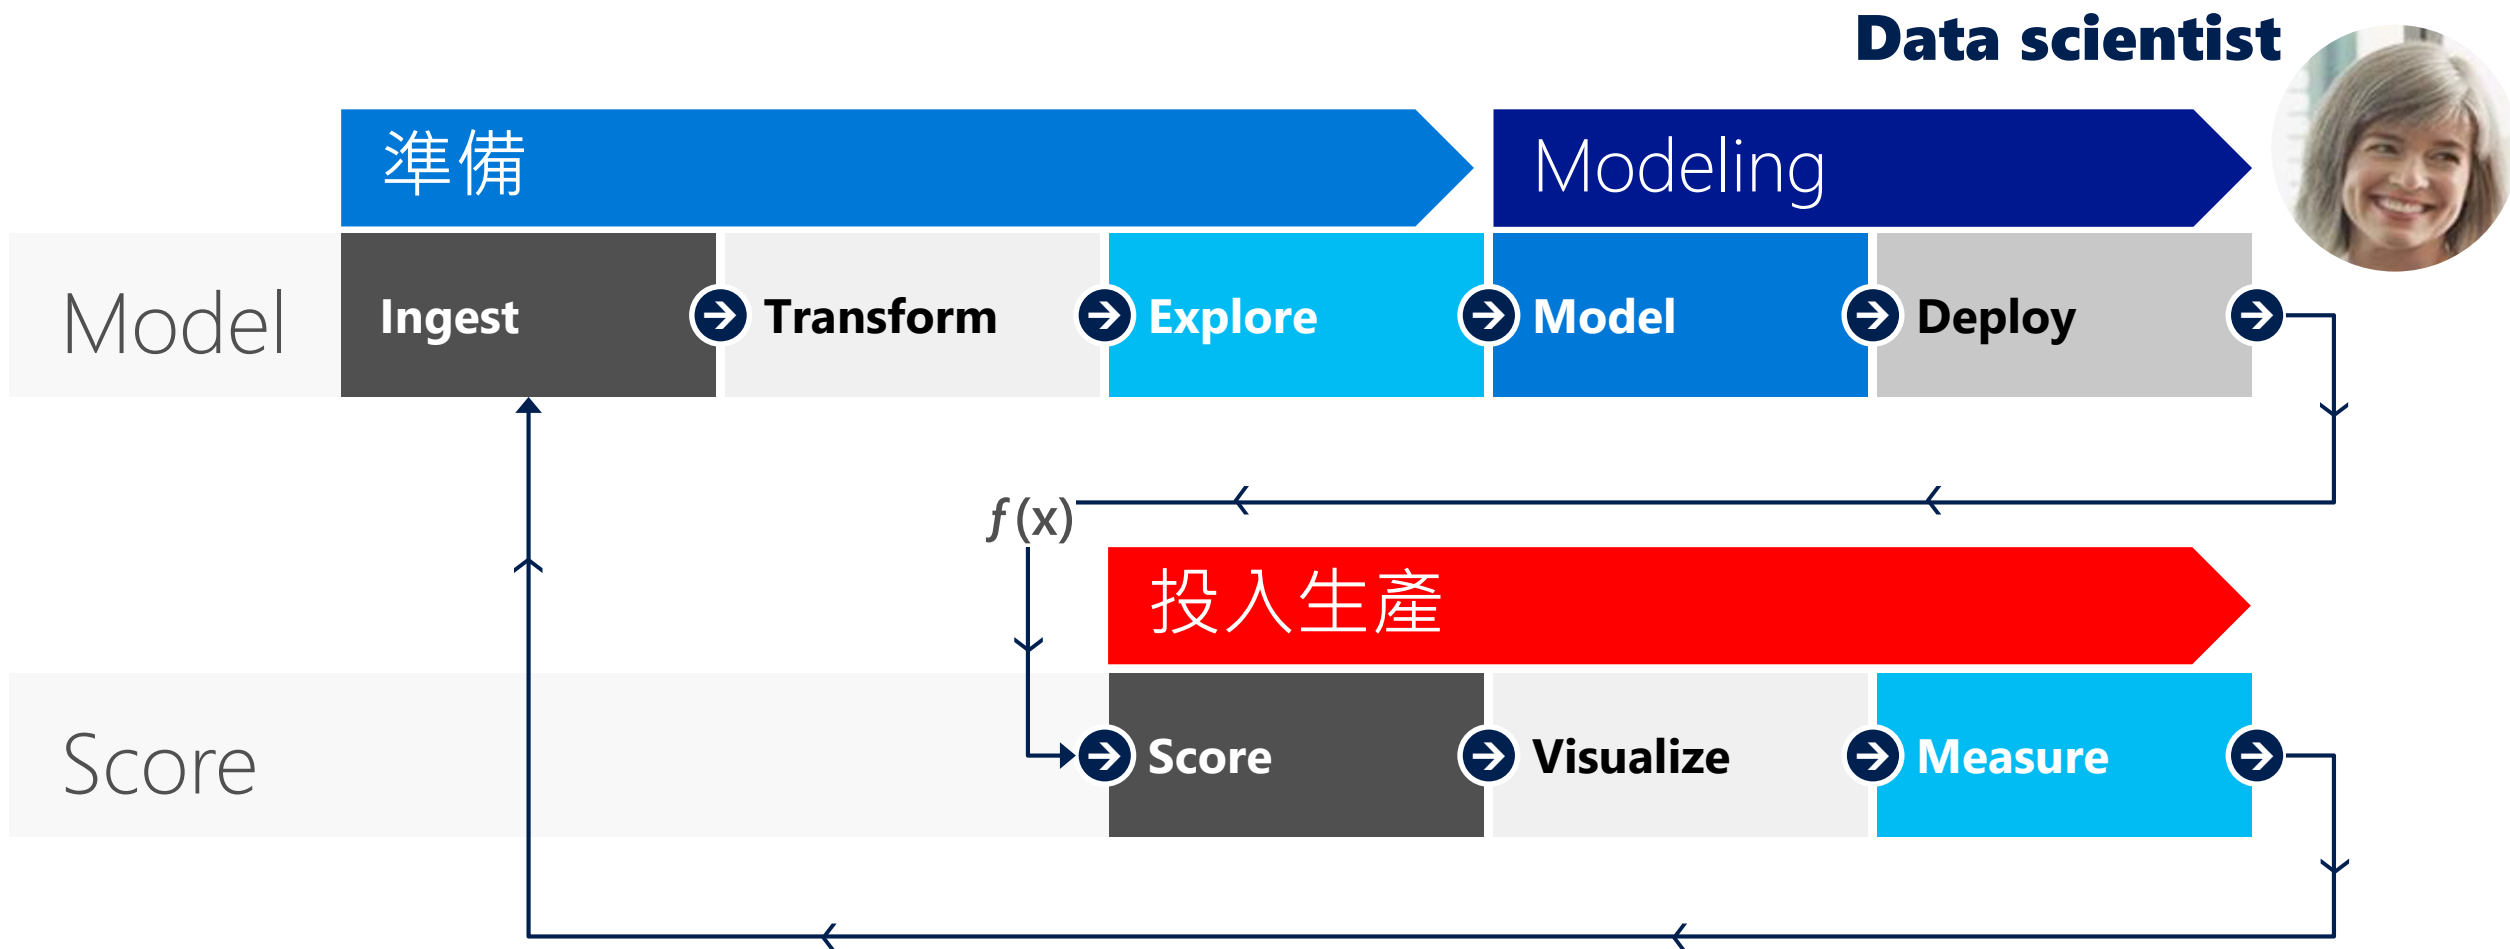 Data scientist
準備
Modeling
Model
Ingest
Transform
Explore
Model
Deploy
ƒ(x)
投入生產
Score
Score
Visualize
Measure